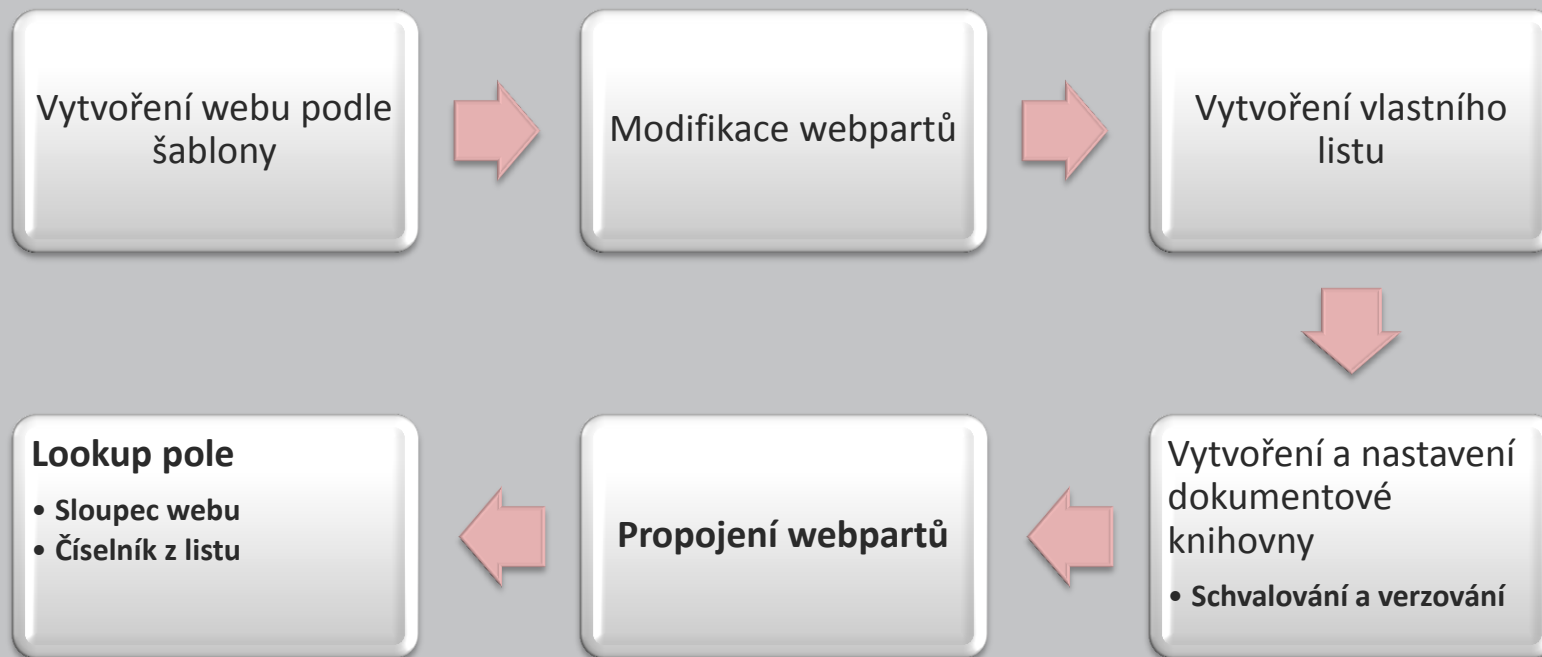 Vytvoření webu podle
šablony
Modifikace webpartů
Vytvoření vlastního
listu
Vytvoření a nastavení
dokumentové
knihovny
• Schvalování a verzování
Propojení webpartů
Lookup pole
• Sloupec webu
• Číselník z listu